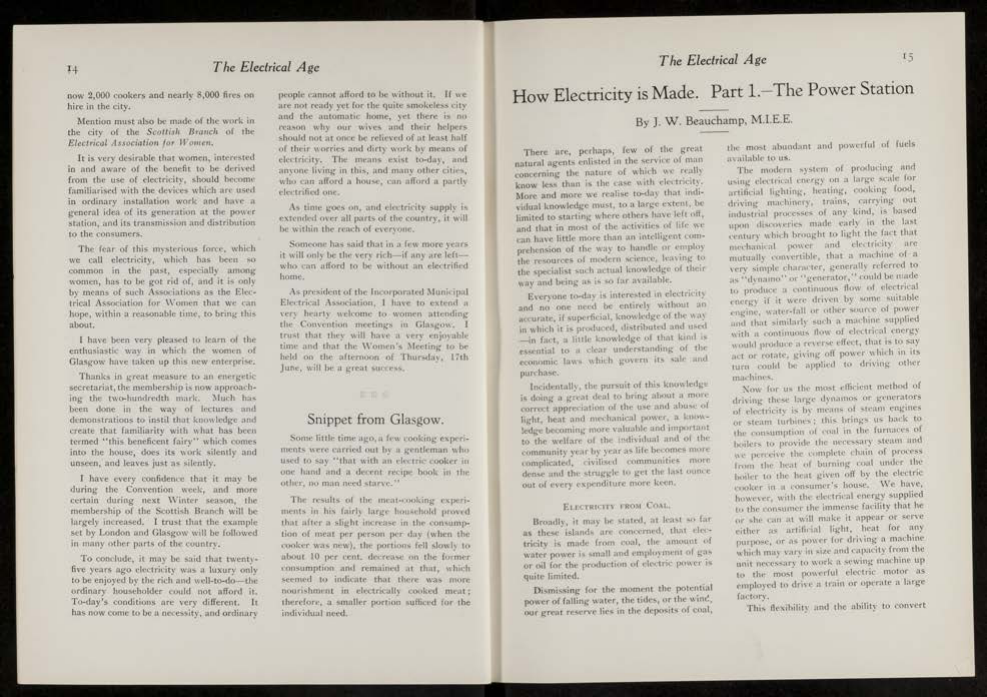 14
The Electrical Age
now 2,000 cookers and nearly 8,000 fires on
hire in the city.
Mention must also be made of the work in
the city of the Scottish Branch of the
Electrical Association for Women.
It is very desirable that women, interested
in and aware of the benefit to be derived
from the use of electricity, should become
familiarised with the devices which are used
in ordinary installation work and have a
general idea of its generation at the power
station, and its transmission and distribution
to the consumers.
The fear of this mysterious force, which
we call electricity, which has been so
common in the past, especially among
women, has to be got rid of, and it is only
by means of such Associations as the Elec-
trical Association for Women that we can
hope, within a reasonable time, to bring this
about.
I have been very pleased to learn of the
enthusiastic way in which the women of
Glasgow have taken up this new enterprise.
Thanks in great measure to an energetic
secretariat, the membership is now approach-
ing the two-hundredth mark. Much has
been done in the way of lectures and
demonstrations to instil that knowledge and
create that familiarity with what has been
termed "this beneficent fairy" which comes
into the house, does its work silently and
unseen, and leaves just as silently.
I have every confidence that it may be
during the Convention week, and more
certain during next Winter season, the
membership of the Scottish Branch will be
largely increased. I trust that the example
set by London and Glasgow will be followed
in many other parts of the country.
To conclude, it may be said that twenty-
five years ago electricity was a luxury only
to be enjoyed by the rich and well-to-do—the
ordinary householder could not afford it.
To-day's conditions are very different. It
has now come to be a necessity, and ordinary
people cannot afford to be without it. If we
are not ready yet for the quite smokeless city
and the automatic home, yet there is no
reason why our wives and their helpers
should not at once be relieved of at least half
of their worries and dirty work by means of
electricity. The means exist to-day, and
anyone living in this, and many other cities,
who can afford a house, can afford a partly
electrified one.
As time goes on, and electricity supply is
extended over all parts of the country, it will
be within the reach of everyone.
Someone has said that in a few more years
it will only be the very rich—if any are left—
who can afford to be without an electrified
home.
As president of the Incorporated Municipal
Electrical Association, I have to extend a
very hearty welcome to women attending
the Convention meetings in Glasgow. I
trust that they will have a very enjoyable
time and that the Women's Meeting to be
held on the afternoon of Thursday, 17th
June, will be a great success.
Snippet from Glasgow.
Some little time ago, a few cooking experi-
ments were carried out by a gentleman who
used to say "that with an electric cooker in
one hand and a decent recipe book in the
other, no man need starve."
The results of the meat-cooking experi-
ments in his fairly large household proved
that after a slight increase in the consump-
tion of meat per person per day (when the
cooker was new), the portions fell slowly to
about 10 per cent. decrease on the former
consumption and remained at that, which
seemed to indicate that there was more
nourishment in electrically cooked meat;
therefore, a smaller portion sufficed for the
individual need.
The Electrical Age
15
How Electricity is Made. Part 1.—The Power Station
By J. W. Beauchamp, M.I.E.E.
There are, perhaps, few of the great
natural agents enlisted in the service of man
concerning the nature of which we really
know less than is the case with electricity.
More and more we realise to-day that indi-
vidual knowledge must, to a large extent, be
limited to starting where others have left off,
and that in most of the activities of life we
can have little more than an intelligent com-
prehension of the way to handle or employ
the resources of modern science, leaving to
the specialist such actual knowledge of their
way and being as is so far available.
Everyone to-day is interested in electricity
and no one need be entirely without an
accurate, if superficial, knowledge of the way
in which it is produced, distributed and used
—in fact, a little knowledge of that kind is
essential to a clear understanding of the
economic laws which govern its sale and
purchase.
Incidentally, the pursuit of this knowledge
is doing a great deal to bring about a more
correct appreciation of the use and abuse of
light, heat and mechanical power, a know-
ledge becoming more valuable and important
to the welfare of the individual and of the
community year by year as life becomes more
complicated, civilised communities more
dense and the struggle to get the last ounce
out of every expenditure more keen.
Electricity from Coal.
Broadly, it may be stated, at least so far
as these islands are concerned, that elec-
tricity is made from coal, the amount of
water power is small and employment of gas
or oil for the production of electric power is
quite limited.
Dismissing for the moment the potential
power of falling water, the tides, or the wind,
our great reserve lies in the deposits of coal,
the most abundant and powerful of fuels
available to us.
The modern system of producing and
using electrical energy on a large scale for
artificial lighting, heating, cooking food,
driving machinery, trains, carrying out
industrial processes of any kind, is based
upon discoveries made early in the last
century which brought to light the fact that
mechanical power and electricity are
mutually convertible, that a machine of a
very simple character, generally referred to
as "dynamo" or "generator," could be made
to produce a continuous flow of electrical
energy if it were driven by some suitable
engine, water-fall or other source of power
and that similarly such a machine supplied
with a continuous flow of electrical energy
would produce a reverse effect, that is to say
act or rotate, giving off power which in its
turn could be applied to driving other
machines.
Now for us the most efficient method of
driving these large dynamos or generators
of electricity is by means of steam engines
or steam turbines; this brings us back to
the consumption of coal in the furnaces of
boilers to provide the necessary steam and
we perceive the complete chain of process
from the heat of burning coal under the
boiler to the heat given off by the electric
cooker in a consumer's house. We have,
however, with the electrical energy supplied
to the consumer the immense facility that he
or she can at will make it appear or serve
either as artificial light, heat for any
purpose, or as power for driving a machine
which may vary in size and capacity from the
unit necessary to work a sewing machine up
to the most powerful electric motor as
employed to drive a train or operate a large
factory.
This flexibility and the ability to convert